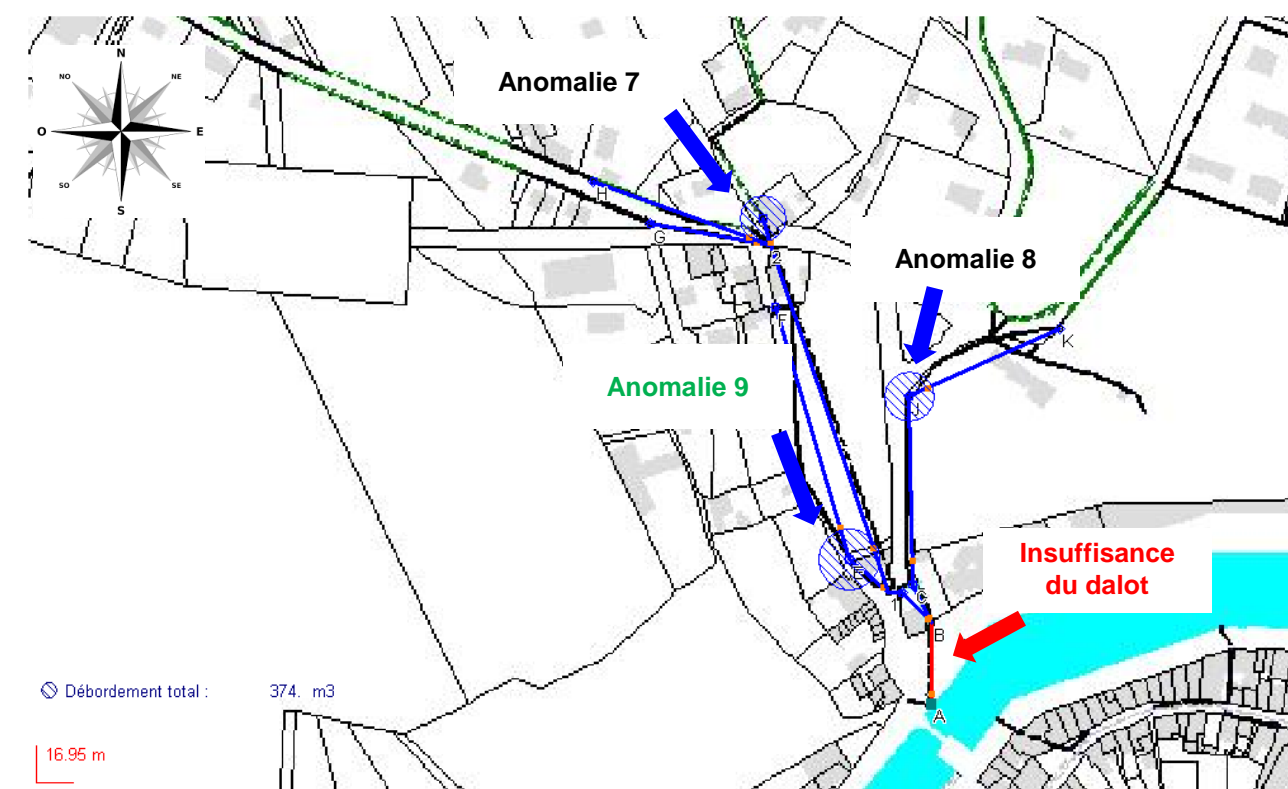 N
NO
NE
O
E
SO
SE
S
Anomalie 7
H
G
2
Anomalie 8
F
K
Anomalie 9
J
E
1
C
Insuffisance
du dalot
B
A
Débordement total : 374. m3
16.95 m